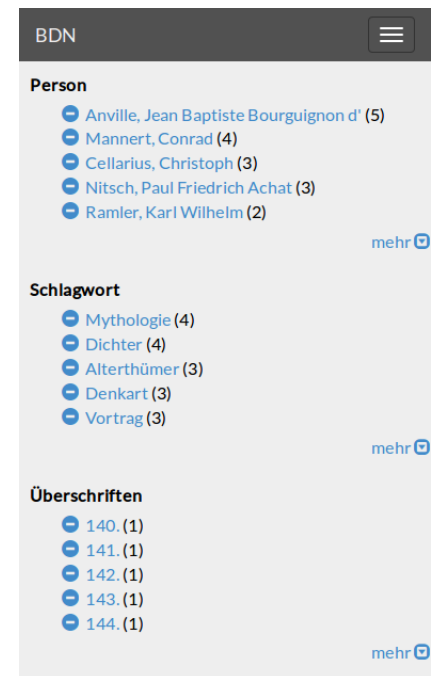 BDN
Person
Anville, Jean Baptiste Bourguignon d' (5)
Mannert, Conrad (4)
Cellarius, Christoph (3)
Nitsch, Paul Friedrich Achat (3)
Ramler, Karl Wilhelm (2)
mehr
Schlagwort
Mythologie (4)
Dichter (4)
Alterthümer (3)
Denkart (3)
Vortrag (3)
mehr
Überschriften
140. (1)
141. (1)
142. (1)
143. (1)
144. (1)
mehr